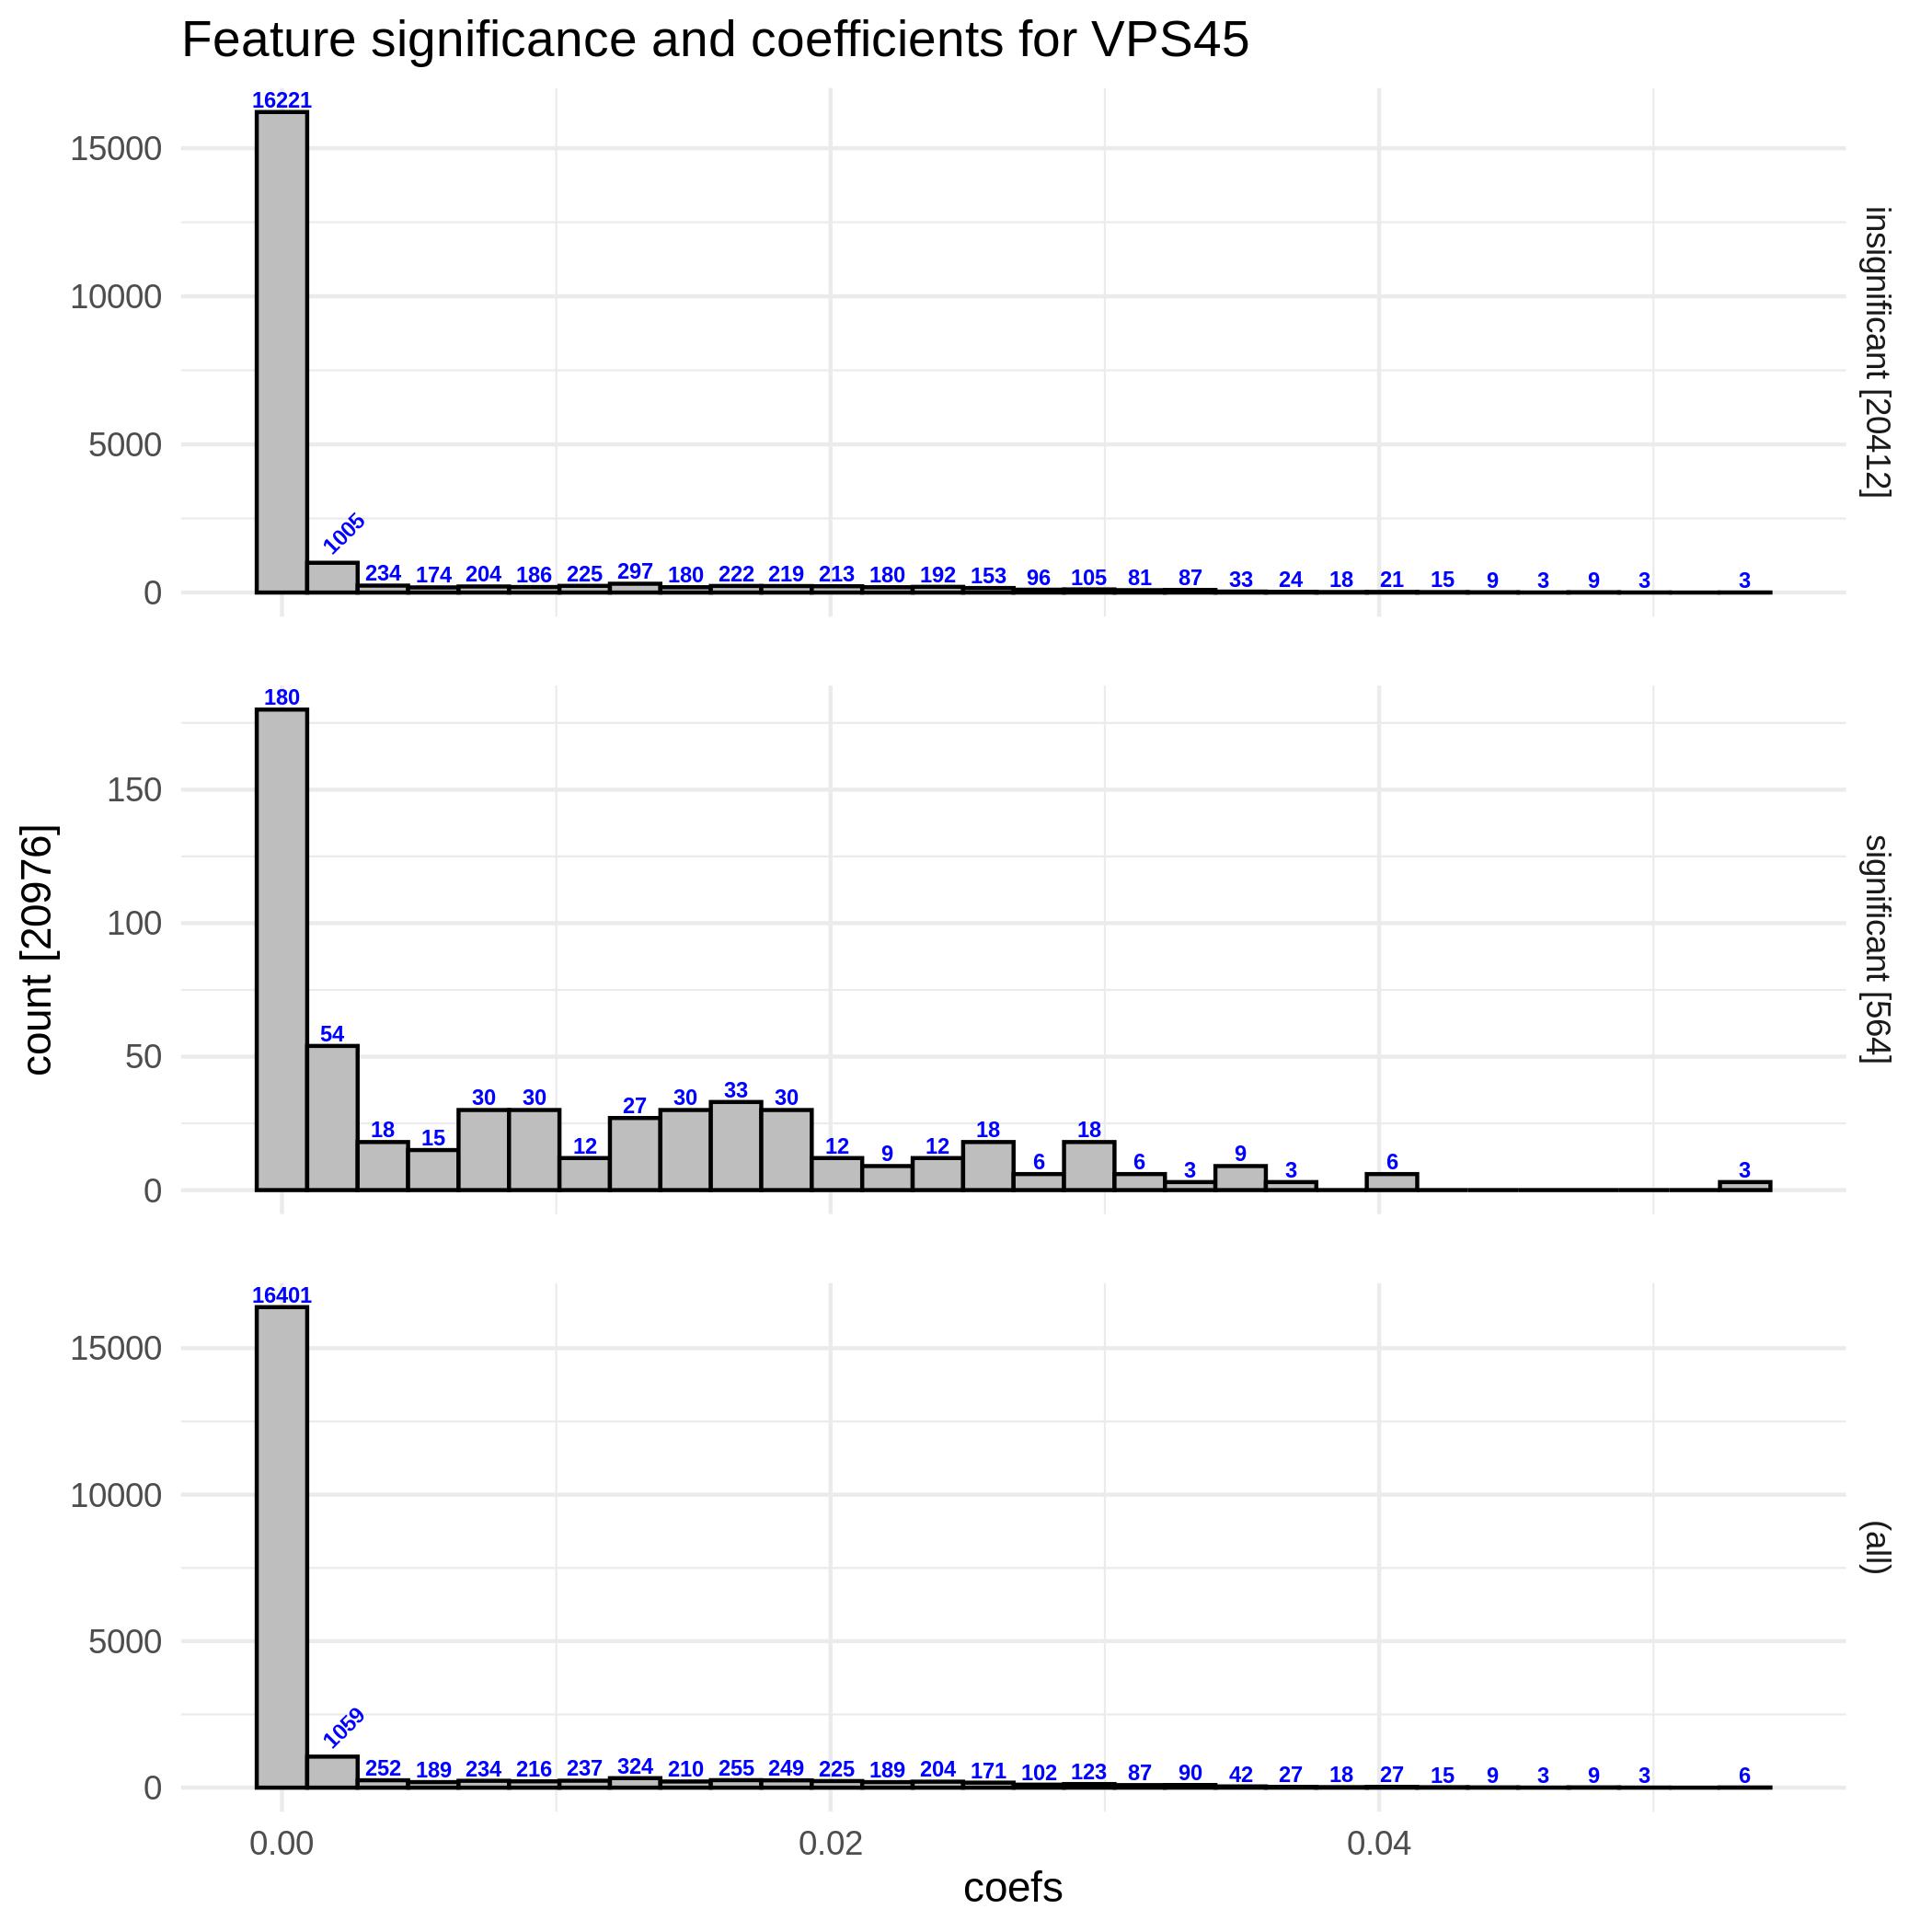 Feature significance and coefficients for VPS45
count [20976]
16221
1005
234 174 204 186 225 297 180 222 219 213 180 192 153 96 105 81 87 33 24 18 21 15 9 3 9 3 3
15000
10000
5000
0
insignificant [20412]
180
54
18 15 30 30 12 27 30 33 30 12 9 12 18 6 18 6 3 9 3 6 3
150
100
50
0
significant [564]
16401
1059
252 189 234 216 237 324 210 255 249 225 189 204 171 102 123 87 90 42 27 18 27 15 9 3 9 3 6
15000
10000
5000
0
(all)
0.00 0.02 0.04
coefs